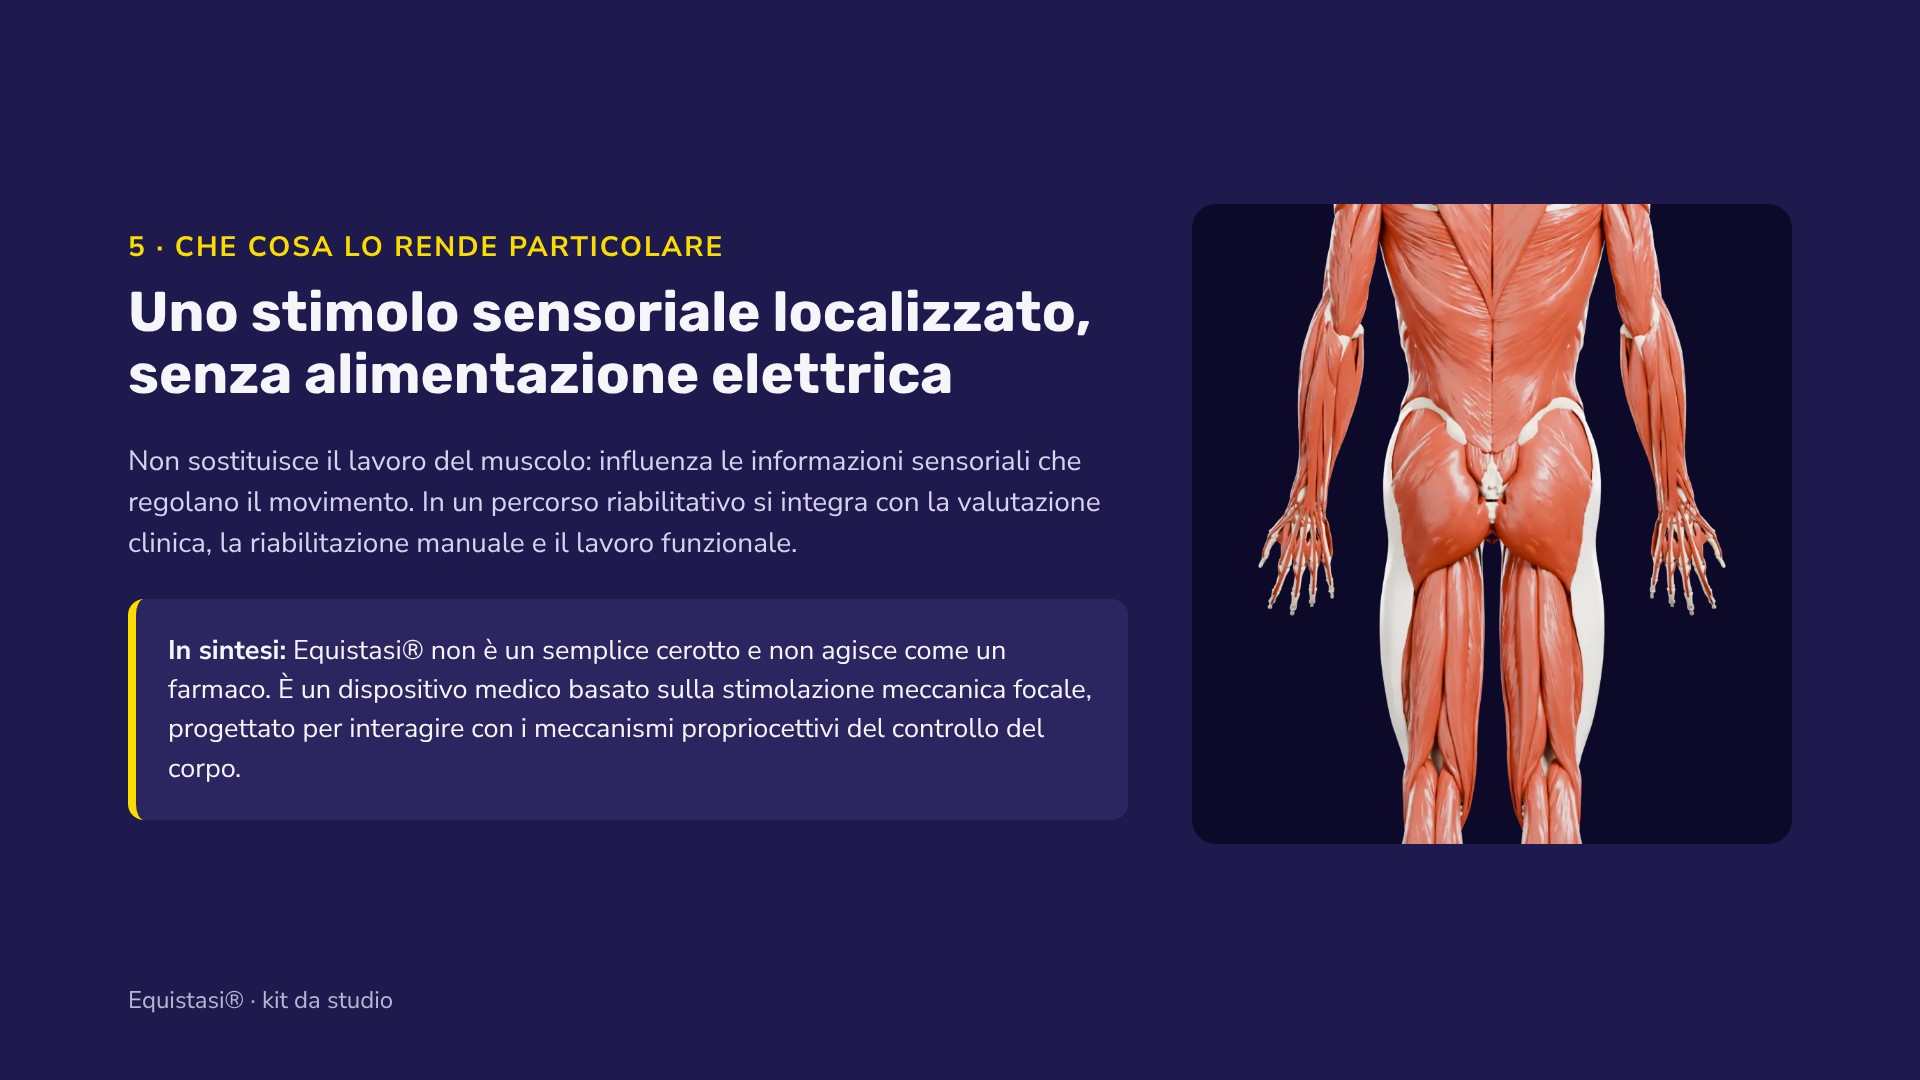 5 · CHE COSA LO RENDE PARTICOLARE
Uno stimolo sensoriale localizzato,
senza alimentazione elettrica
Non sostituisce il lavoro del muscolo: influenza le informazioni sensoriali che
regolano il movimento. In un percorso riabilitativo si integra con la valutazione
clinica, la riabilitazione manuale e il lavoro funzionale.
In sintesi: Equistasi® non è un semplice cerotto e non agisce come un
farmaco. È un dispositivo medico basato sulla stimolazione meccanica focale,
progettato per interagire con i meccanismi propriocettivi del controllo del
corpo.
Equistasi® · kit da studio